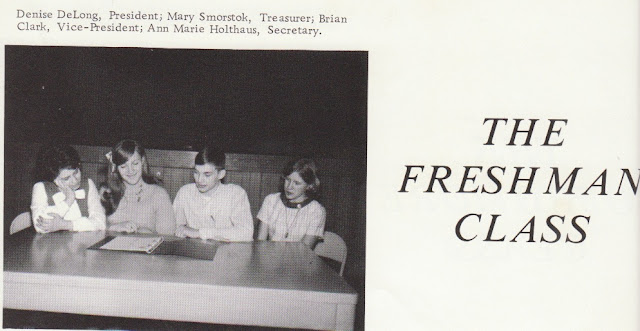 Denise DeLong, President; Mary Smorstok, Treasurer; Brian
Clark, Vice-President; Ann Marie Holthaus, Secretary.
THE
FRESHMAN
CLASS